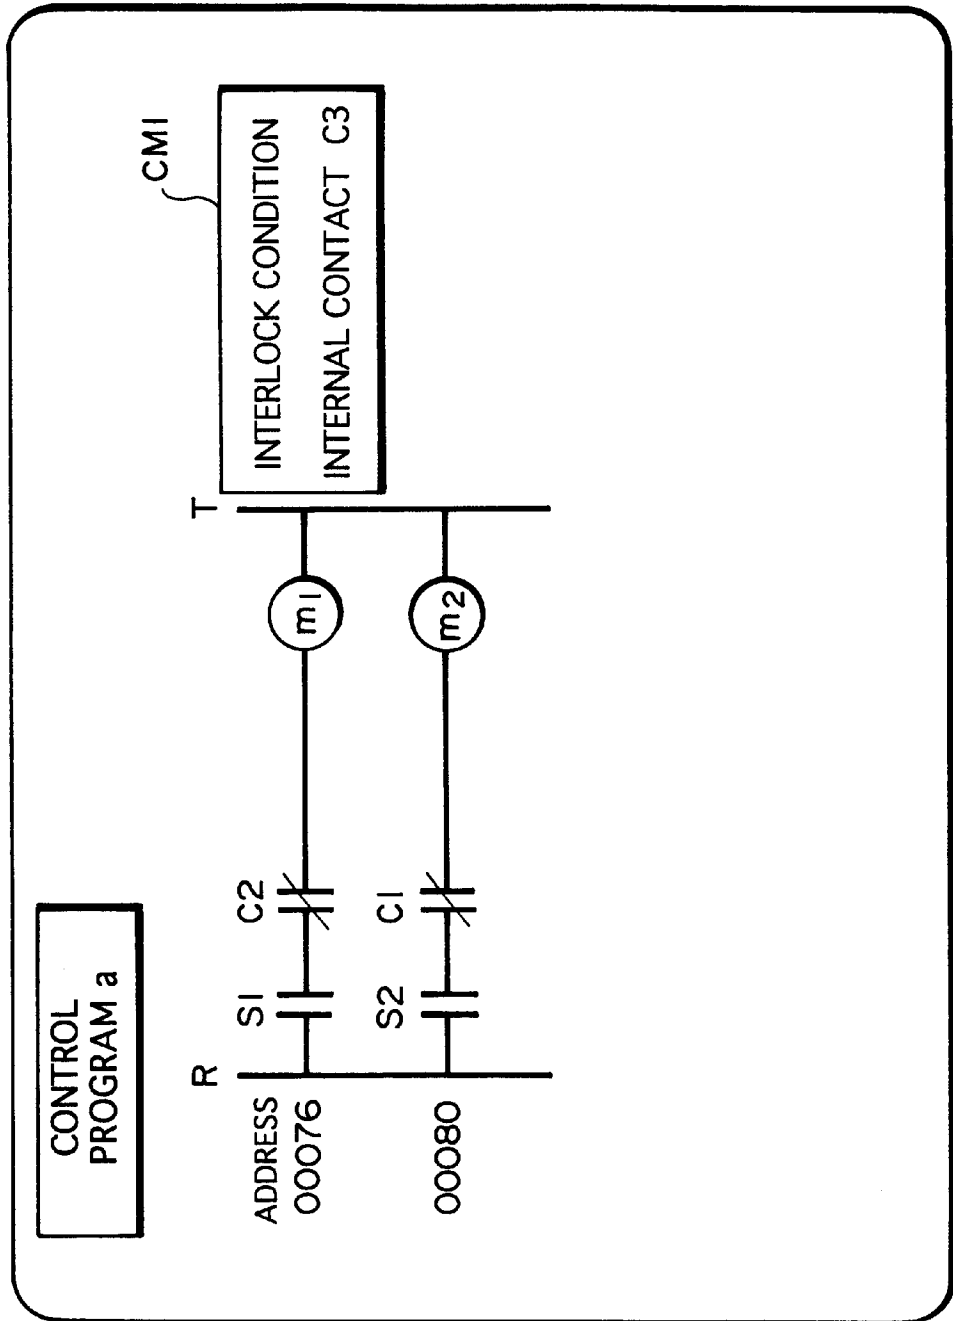 CONTROL
PROGRAM a
CM1
INTERLOCK CONDITION
INTERNAL CONTACT C3
R
T
ADDRESS
00076
S1
C2
m1
00080
S2
C1
m2